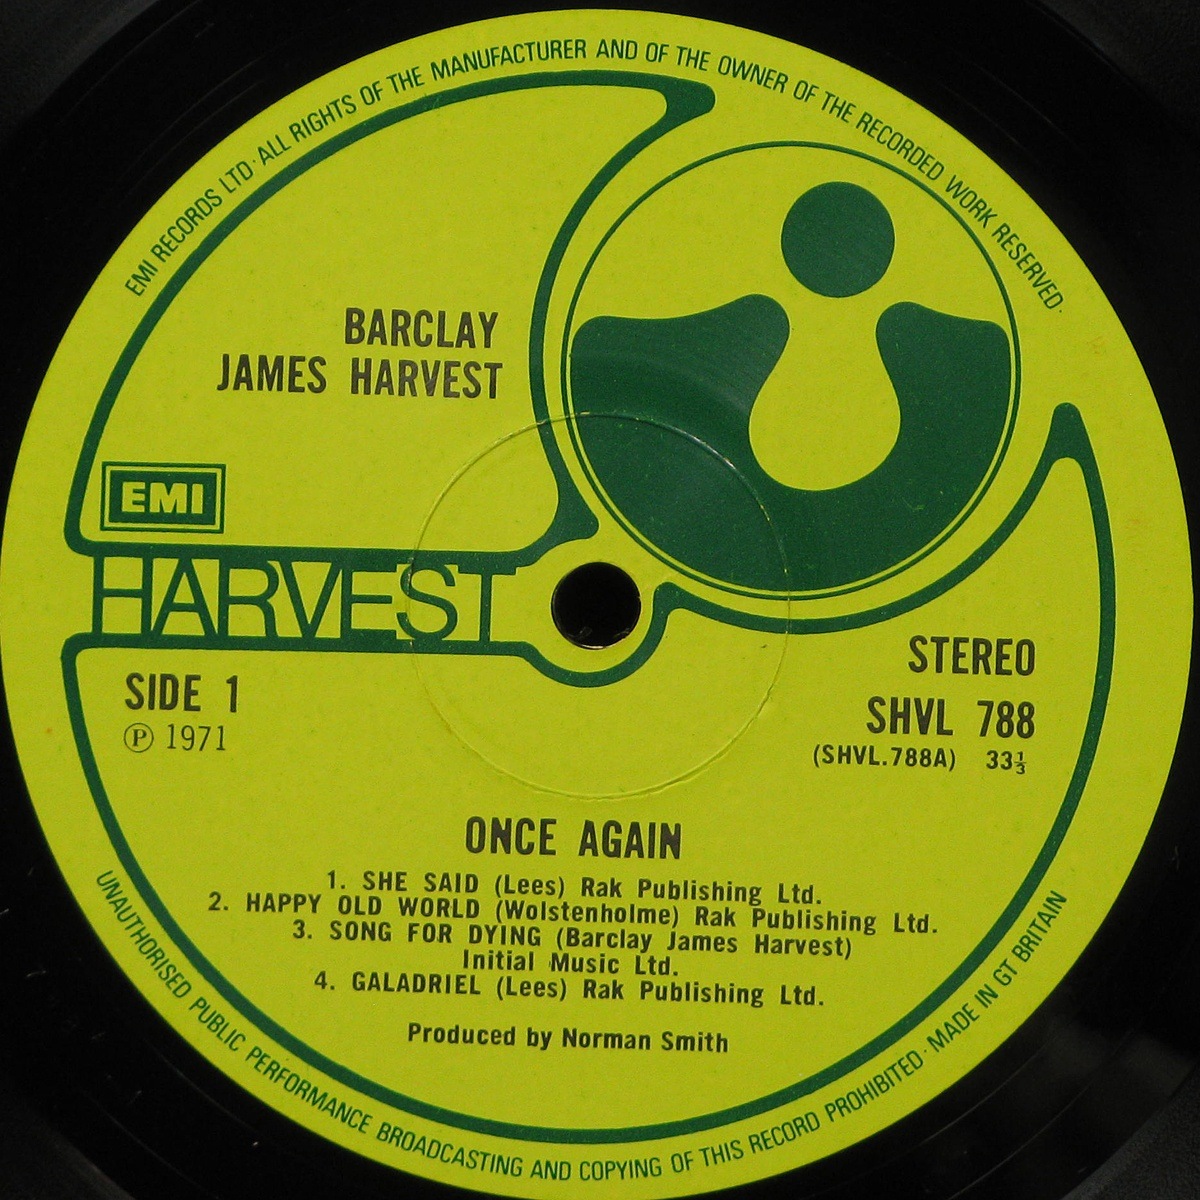 EMI RECORDS LTD· ALL RIGHTS OF THE MANUFACTURER AND OF THE OWNER OF THE RECORDED WORK RESERVED·
BARCLAY
JAMES HARVEST
EMI
HARVEST
SIDE 1
℗ 1971
STEREO
SHVL 788
(SHVL.788A) 33⅓
ONCE AGAIN
1. SHE SAID (Lees) Rak Publishing Ltd.
2. HAPPY OLD WORLD (Wolstenholme) Rak Publishing Ltd.
3. SONG FOR DYING (Barclay James Harvest)
Initial Music Ltd.
4. GALADRIEL (Lees) Rak Publishing Ltd.
Produced by Norman Smith
UNAUTHORISED PUBLIC PERFORMANCE BROADCASTING AND COPYING OF THIS RECORD PROHIBITED· MADE IN GT BRITAIN